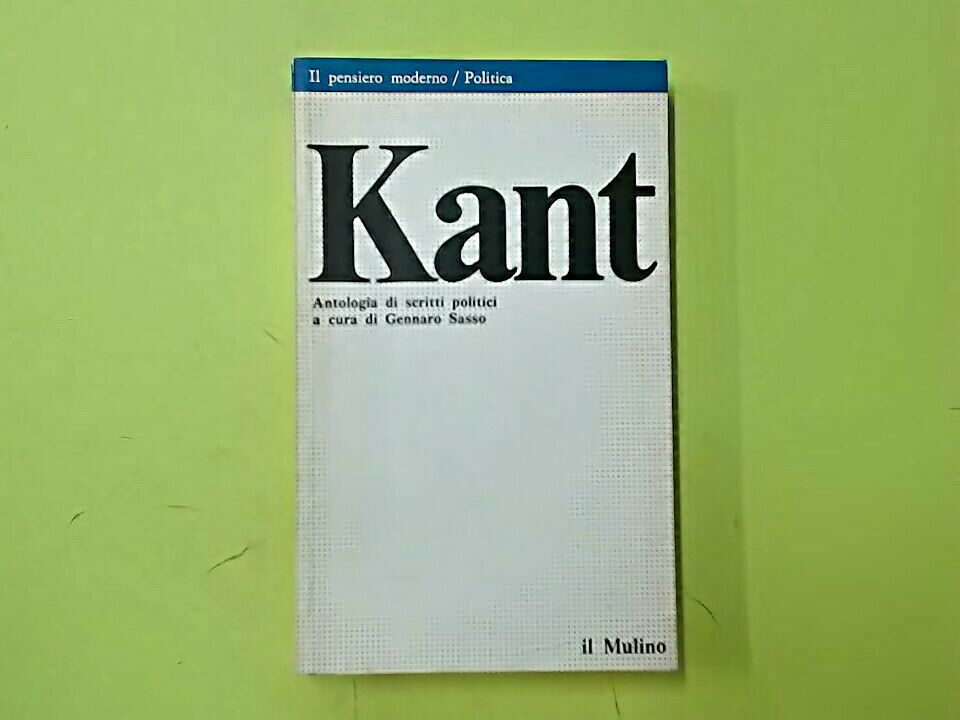 Il pensiero moderno / Politica
Kant
Antologia di scritti politici
a cura di Gennaro Sasso
il Mulino